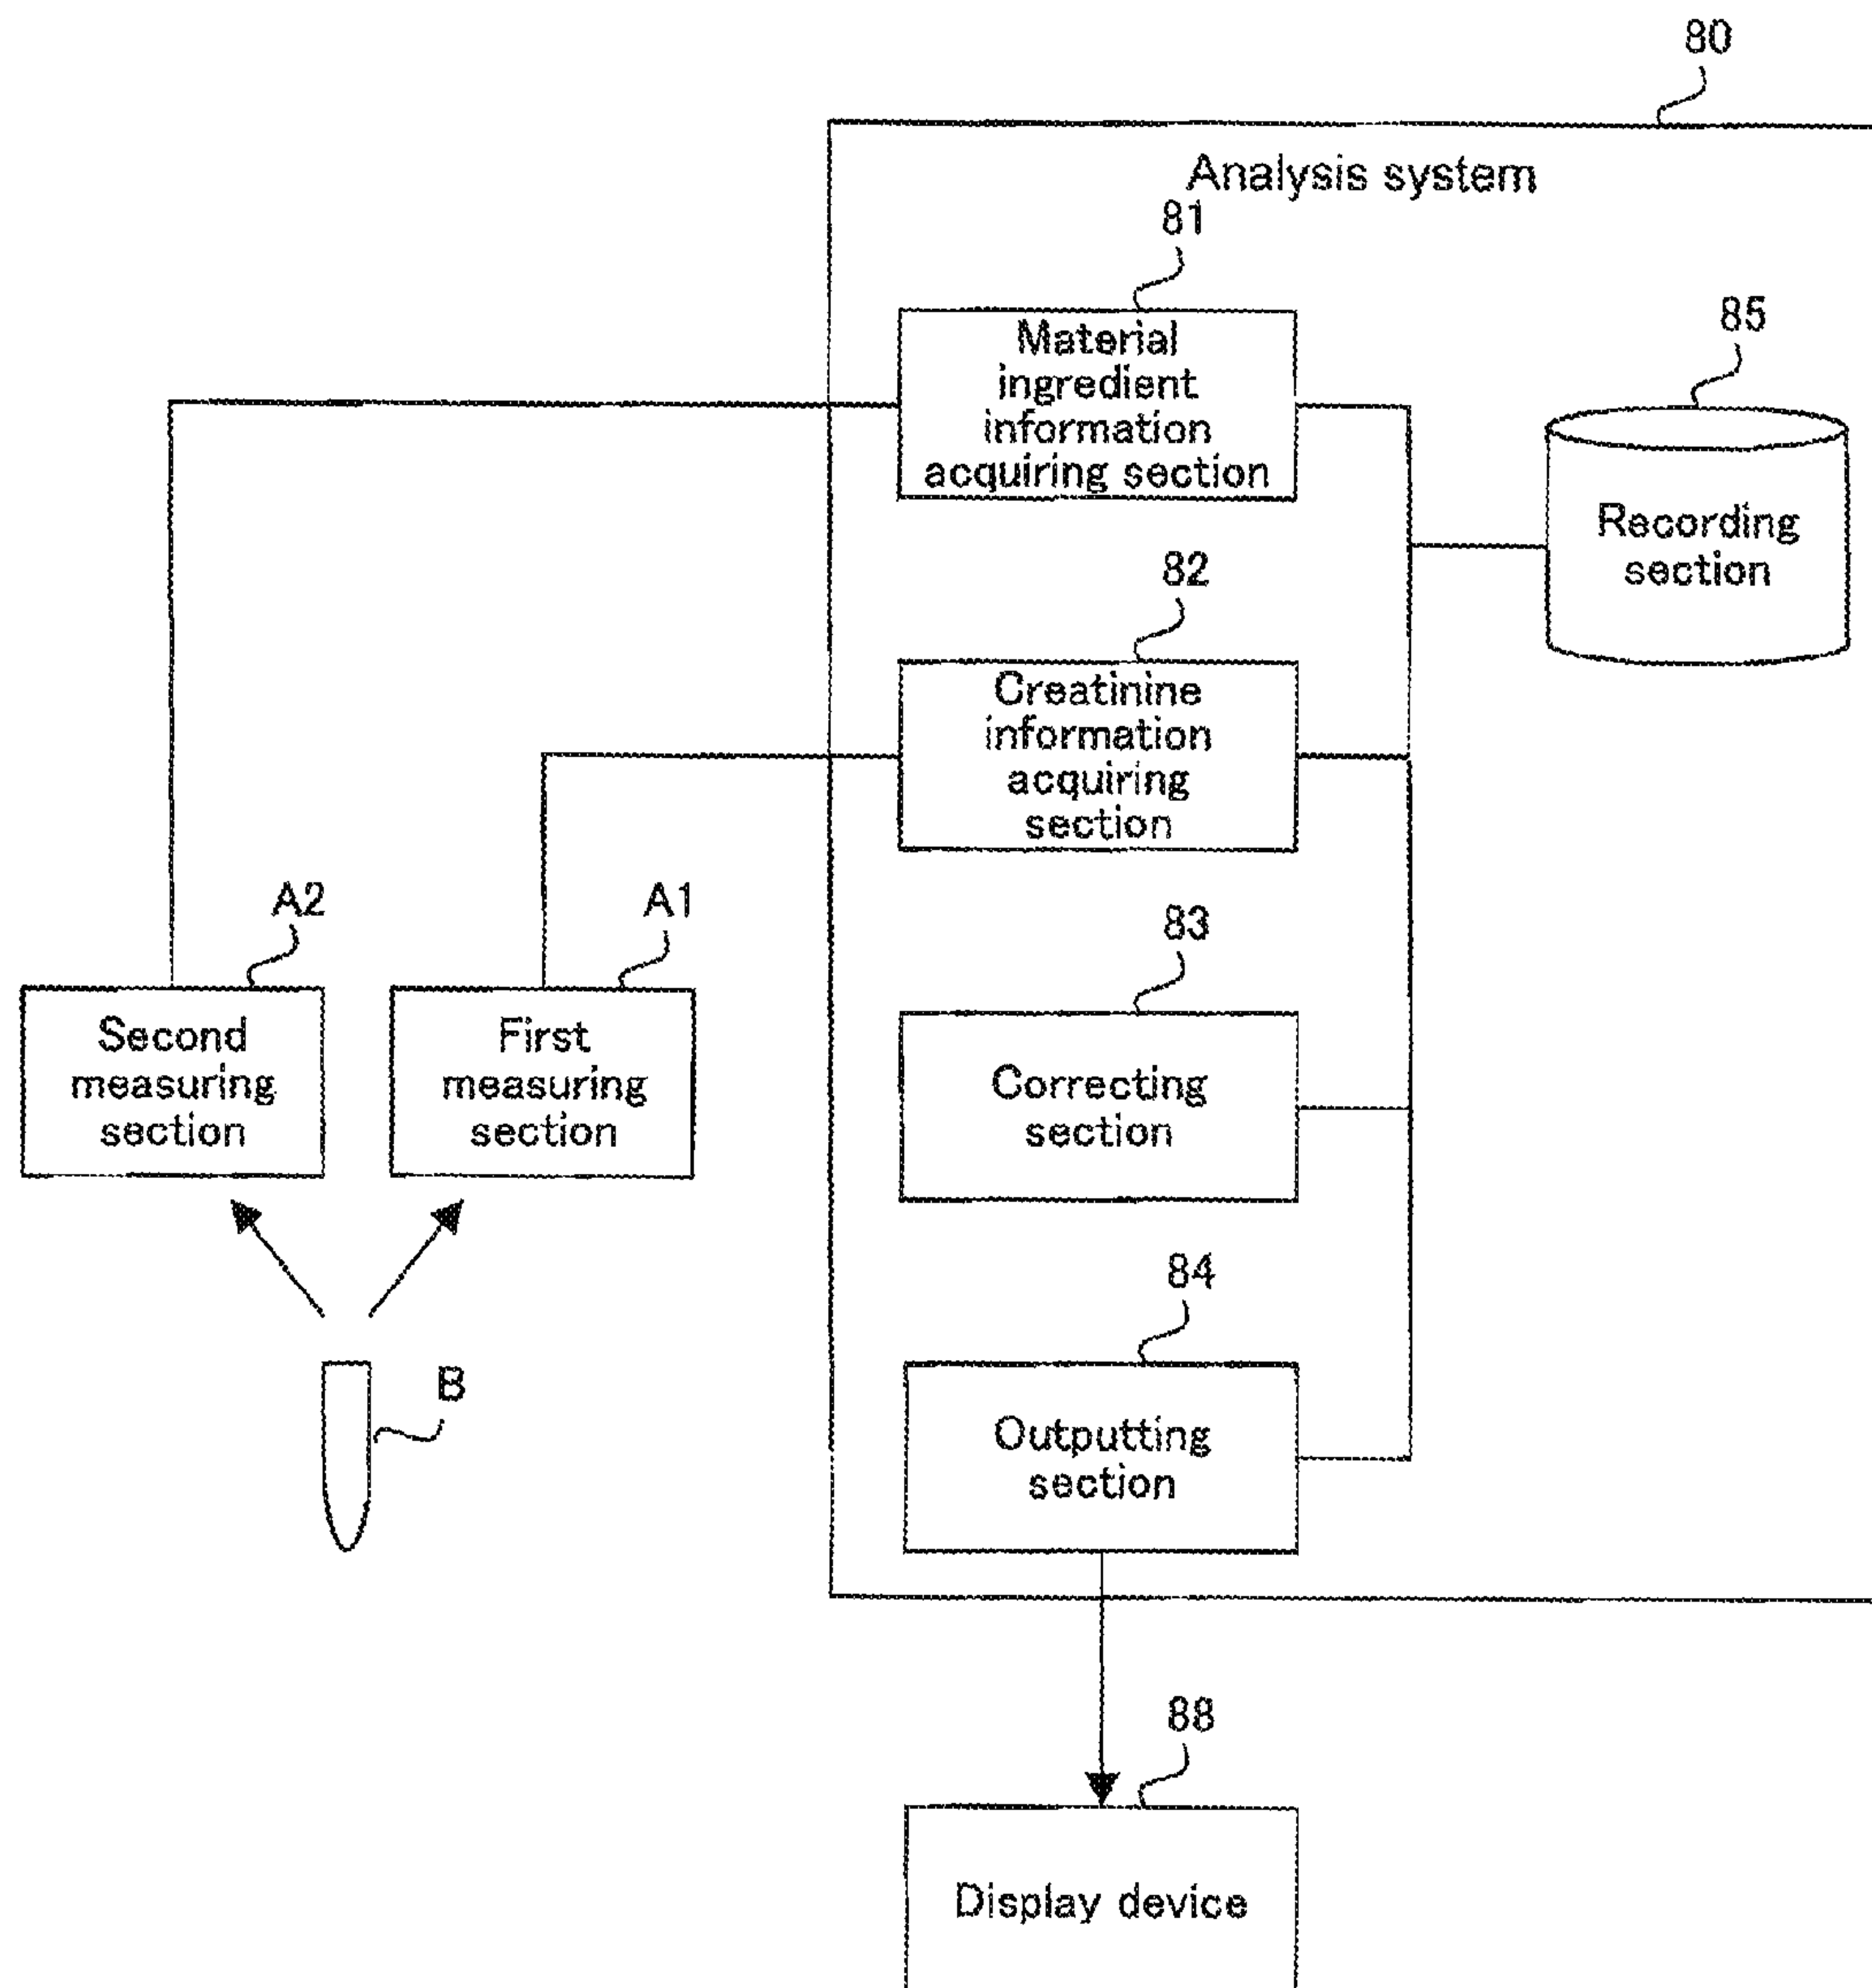 80
Analysis system
81
Material
ingredient
information
acquiring section
85
Recording
section
82
Creatinine
information
acquiring
section
A2
A1
Second
measuring
section
First
measuring
section
83
Correcting
section
84
Outputting
section
B
88
Display device